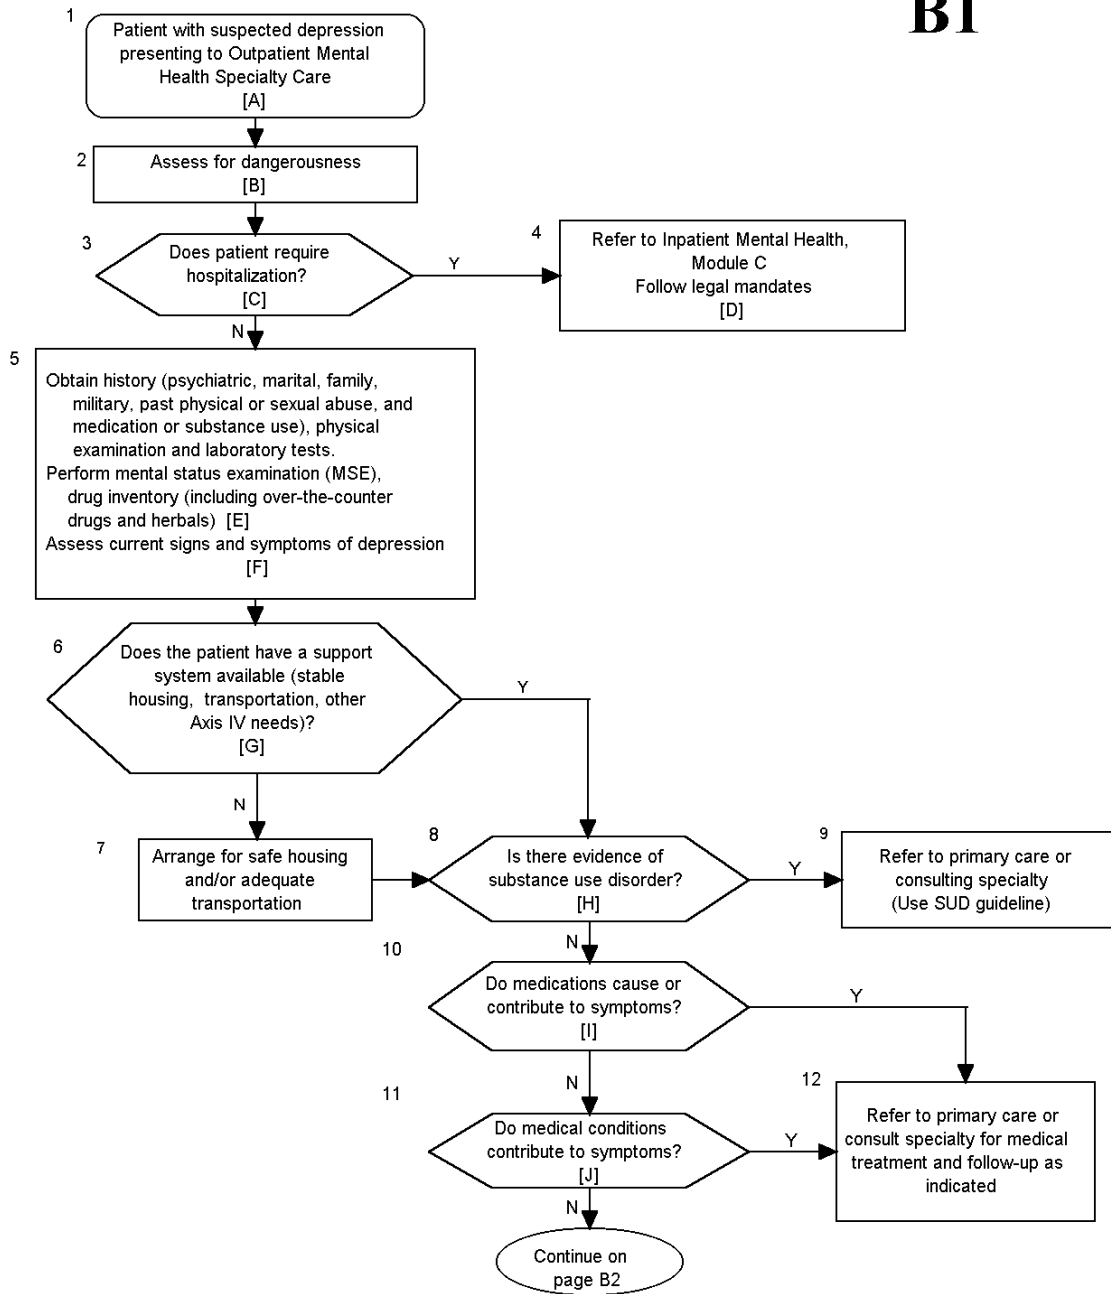 B1
1
Patient with suspected depression
presenting to Outpatient Mental
Health Specialty Care
[A]
2
Assess for dangerousness
[B]
3
Does patient require
hospitalization?
[C]
Y
N
4
Refer to Inpatient Mental Health,
Module C
Follow legal mandates
[D]
5
Obtain history (psychiatric, marital, family,
military, past physical or sexual abuse, and
medication or substance use), physical
examination and laboratory tests.
Perform mental status examination (MSE),
drug inventory (including over-the-counter
drugs and herbals) [E]
Assess current signs and symptoms of depression
[F]
6
Does the patient have a support
system available (stable
housing, transportation, other
Axis IV needs)?
[G]
Y
N
7
Arrange for safe housing
and/or adequate
transportation
8
Is there evidence of
substance use disorder?
[H]
Y
N
9
Refer to primary care or
consulting specialty
(Use SUD guideline)
10
Do medications cause or
contribute to symptoms?
[I]
Y
N
11
Do medical conditions
contribute to symptoms?
[J]
Y
N
12
Refer to primary care or
consult specialty for medical
treatment and follow-up as
indicated
Continue on
page B2